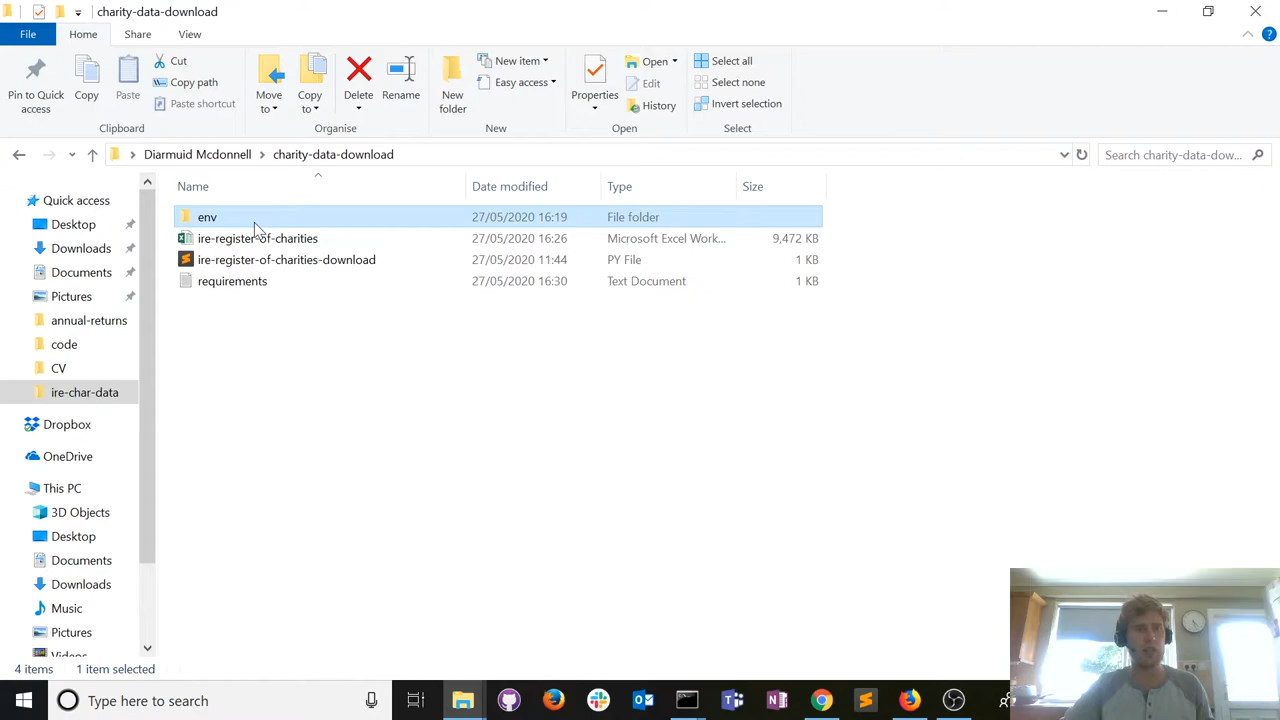 charity-data-download
File
Home
Share
View
Pin to Quick access
Copy
Paste
Cut
Copy path
Paste shortcut
Clipboard
Move to
Copy to
Delete
Rename
Organise
New folder
New item
Easy access
New
Properties
Open
Edit
History
Open
Select all
Select none
Invert selection
Select
Diarmuid Mcdonnell
charity-data-download
Search charity-data-dow...
Name
Date modified
Type
Size
env 27/05/2020 16:19 File folder
ire-register-of-charities 27/05/2020 16:26 Microsoft Excel Work... 9,472 KB
ire-register-of-charities-download 27/05/2020 11:44 PY File 1 KB
requirements 27/05/2020 16:30 Text Document 1 KB
Quick access
Desktop
Downloads
Documents
Pictures
annual-returns
code
CV
ire-char-data
Dropbox
OneDrive
This PC
3D Objects
Desktop
Documents
Downloads
Music
Pictures
Videos
4 items 1 item selected
Type here to search